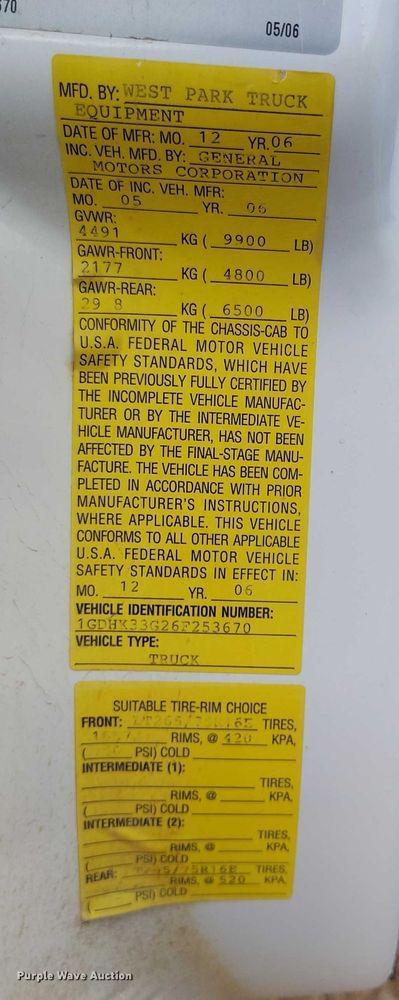 70
05/06
MFD. BY: WEST PARK TRUCK
EQUIPMENT
DATE OF MFR: MO. 12 YR. 06
INC. VEH. MFD. BY: GENERAL
MOTORS CORPORATION
DATE OF INC. VEH. MFR:
MO. 05 YR. 06
GVWR:
4491 KG ( 9900 LB)
GAWR-FRONT:
2177 KG ( 4800 LB)
GAWR-REAR:
29 8 KG ( 6500 LB)
CONFORMITY OF THE CHASSIS-CAB TO
U.S.A. FEDERAL MOTOR VEHICLE
SAFETY STANDARDS, WHICH HAVE
BEEN PREVIOUSLY FULLY CERTIFIED BY
THE INCOMPLETE VEHICLE MANUFAC-
TURER OR BY THE INTERMEDIATE VE-
HICLE MANUFACTURER, HAS NOT BEEN
AFFECTED BY THE FINAL-STAGE MANU-
FACTURE. THE VEHICLE HAS BEEN COM-
PLETED IN ACCORDANCE WITH PRIOR
MANUFACTURER'S INSTRUCTIONS,
WHERE APPLICABLE. THIS VEHICLE
CONFORMS TO ALL OTHER APPLICABLE
U.S.A. FEDERAL MOTOR VEHICLE
SAFETY STANDARDS IN EFFECT IN:
MO. 12 YR. 06
VEHICLE IDENTIFICATION NUMBER:
1GDHK33G26F253670
VEHICLE TYPE:
TRUCK
SUITABLE TIRE-RIM CHOICE
FRONT: TIRES,
RIMS, @ 420 KPA,
( PSI) COLD
INTERMEDIATE (1):
TIRES,
RIMS, @ KPA,
( PSI) COLD
INTERMEDIATE (2):
TIRES,
RIMS, @ KPA,
( PSI) COLD
REAR: TIRES,
RIMS, @ 520 KPA,
( PSI) COLD
Purple Wave Auction